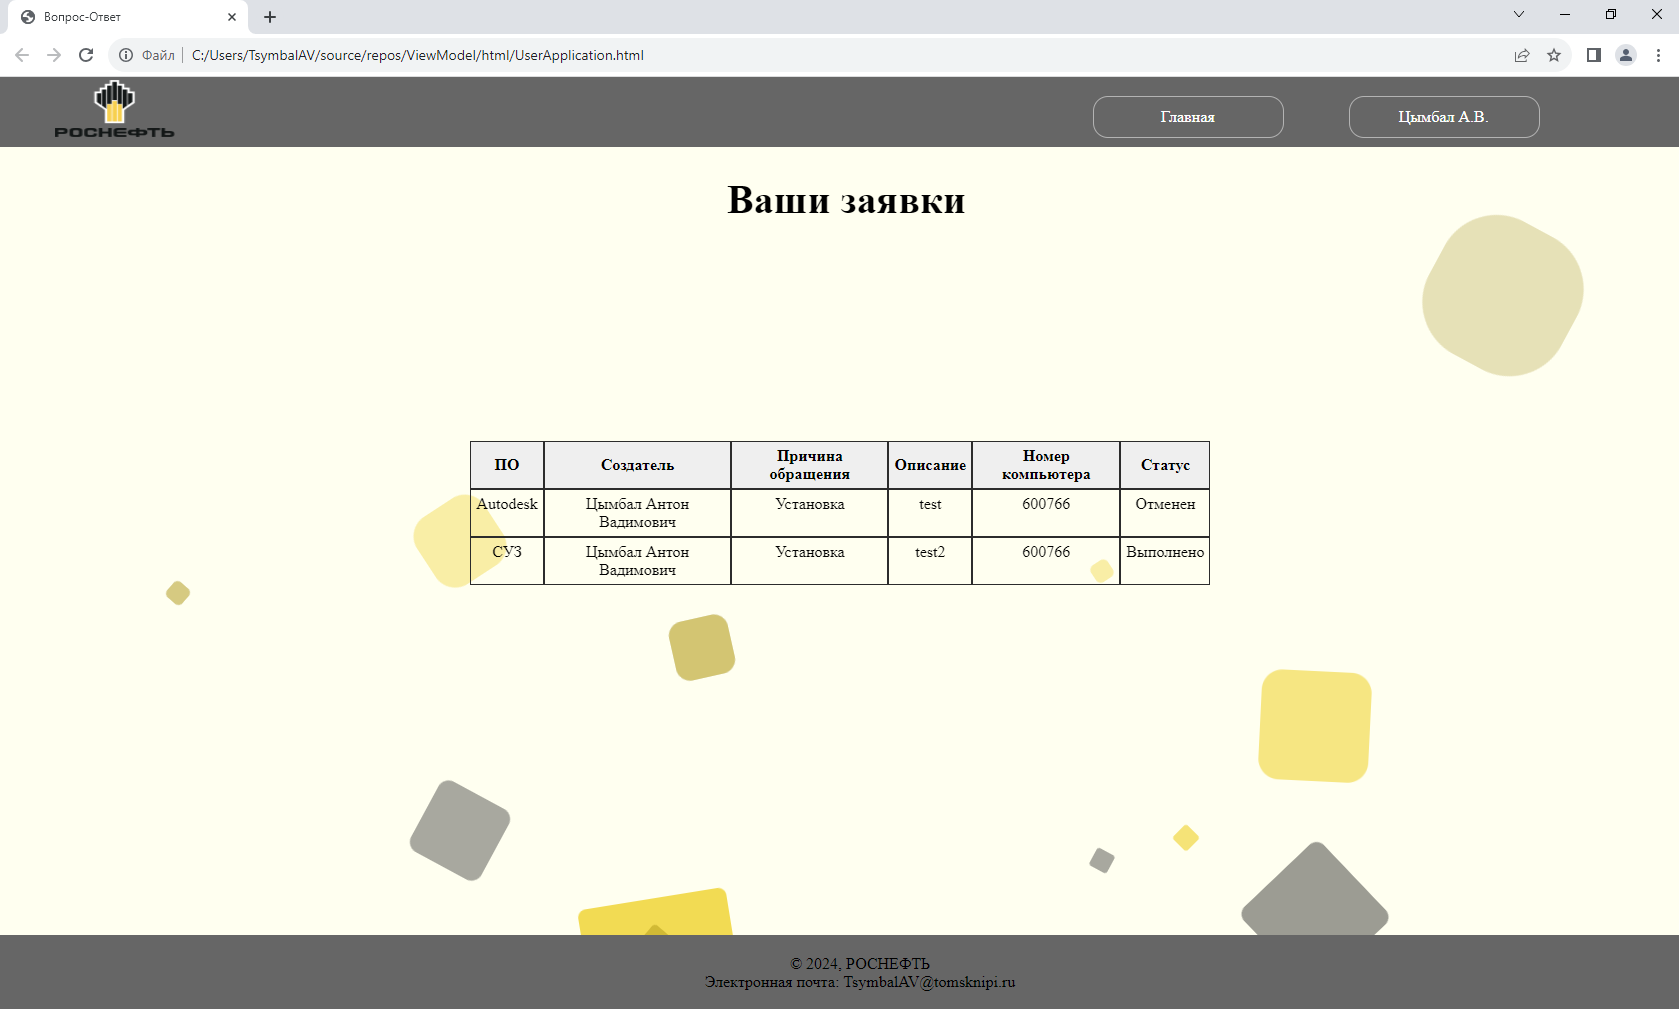 Вопрос-Ответ
Файл
C:/Users/TsymbalAV/source/repos/ViewModel/html/UserApplication.html
РОСНЕФТЬ
Главная
Цымбал А.В.
Ваши заявки
ПО Создатель Причина обращения Описание Номер компьютера Статус
Autodesk Цымбал Антон Вадимович Установка test 600766 Отменен
СУЗ Цымбал Антон Вадимович Установка test2 600766 Выполнено
© 2024, РОСНЕФТЬ
Электронная почта: TsymbalAV@tomsknipi.ru